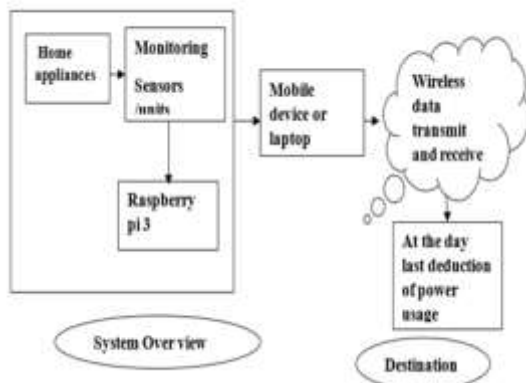 Home
appliances
Monitoring
Sensors
/units
Raspberry
pi 3
Mobile
device or
laptop
Wireless
data
transmit
and receive
At the day
last deduction
of power
usage
System Over view
Destination